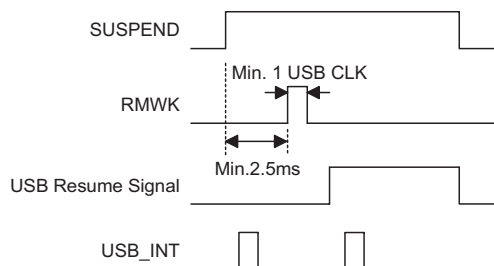 SUSPEND
Min. 1 USB CLK
RMWK
Min.2.5ms
USB Resume Signal
USB_INT